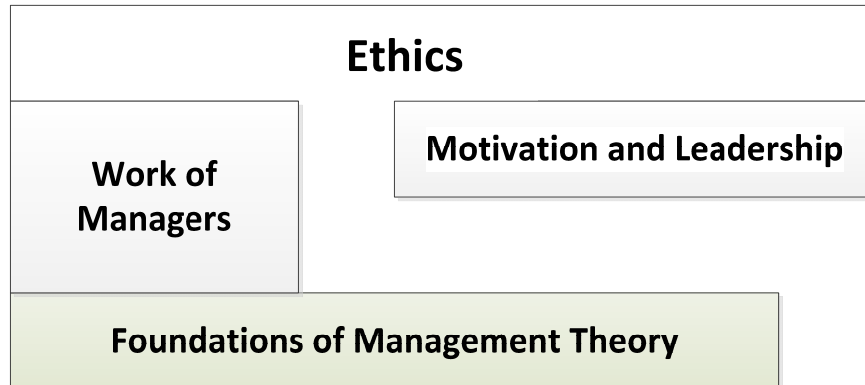 Ethics
Work of
Managers
Motivation and Leadership
Foundations of Management Theory